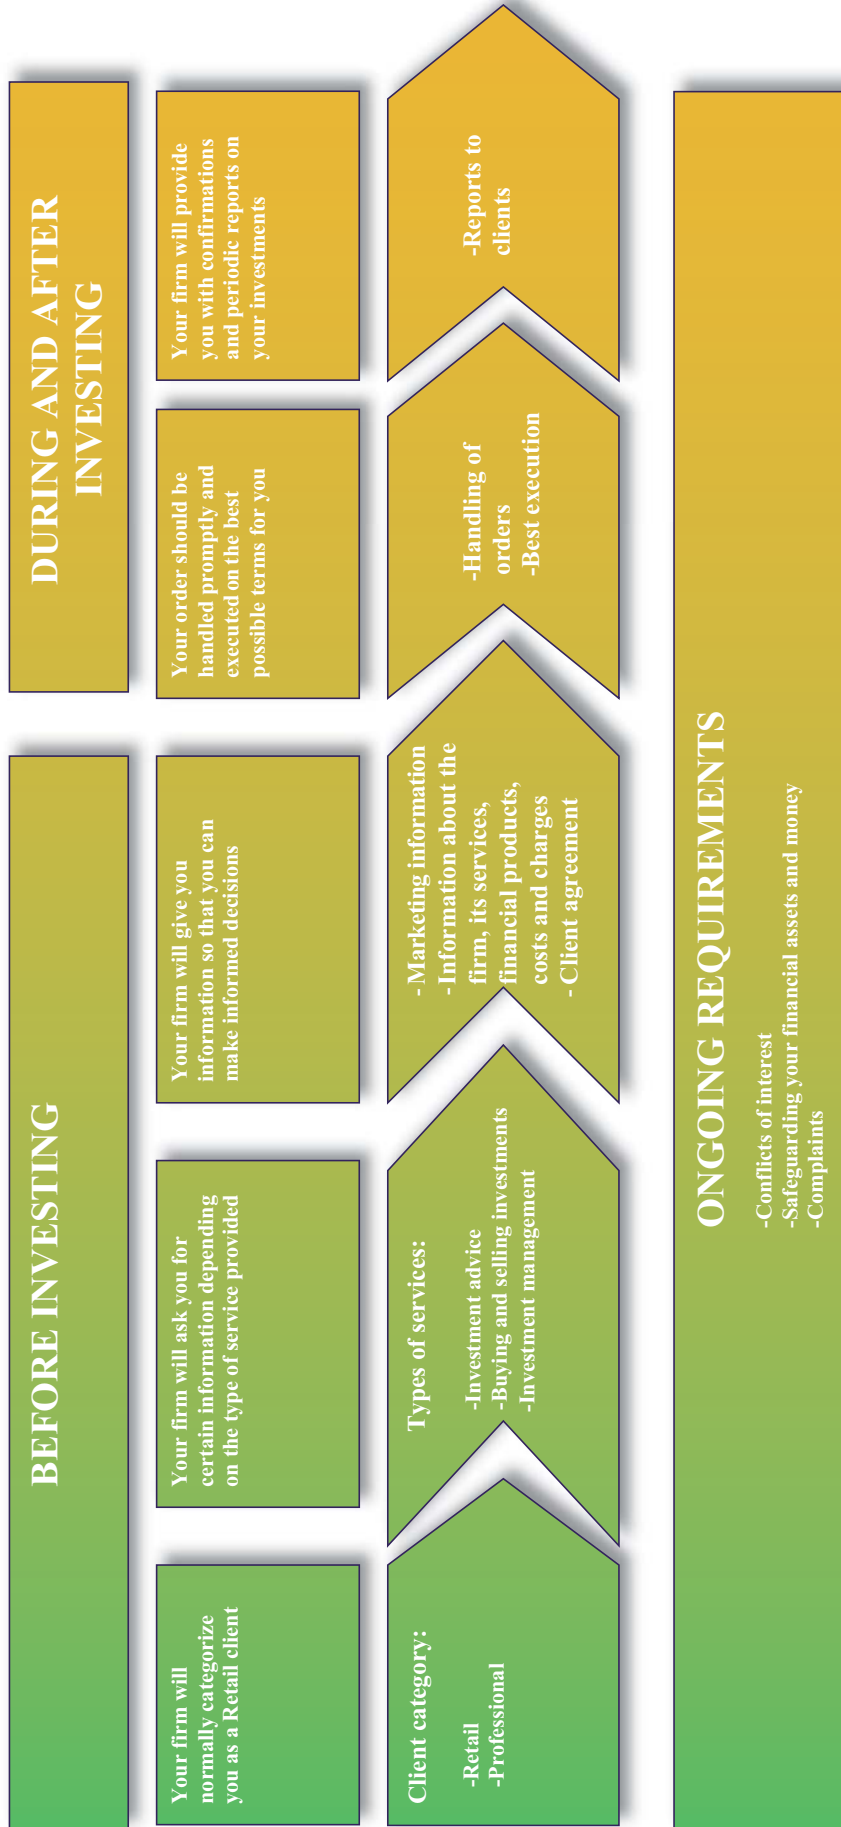 BEFORE INVESTING
DURING AND AFTER
INVESTING
Your firm will
normally categorize
you as a Retail client
Your firm will ask you for
certain information depending
on the type of service provided
Your firm will give you
information so that you can
make informed decisions
Your order should be
handled promptly and
executed on the best
possible terms for you
Your firm will provide
you with confirmations
and periodic reports on
your investments
Client category:
-Retail
-Professional
Types of services:
-Investment advice
-Buying and selling investments
-Investment management
- Marketing information
- Information about the
firm, its services,
financial products,
costs and charges
- Client agreement
-Handling of
orders
-Best execution
-Reports to
clients
ONGOING REQUIREMENTS
-Conflicts of interest
-Safeguarding your financial assets and money
-Complaints